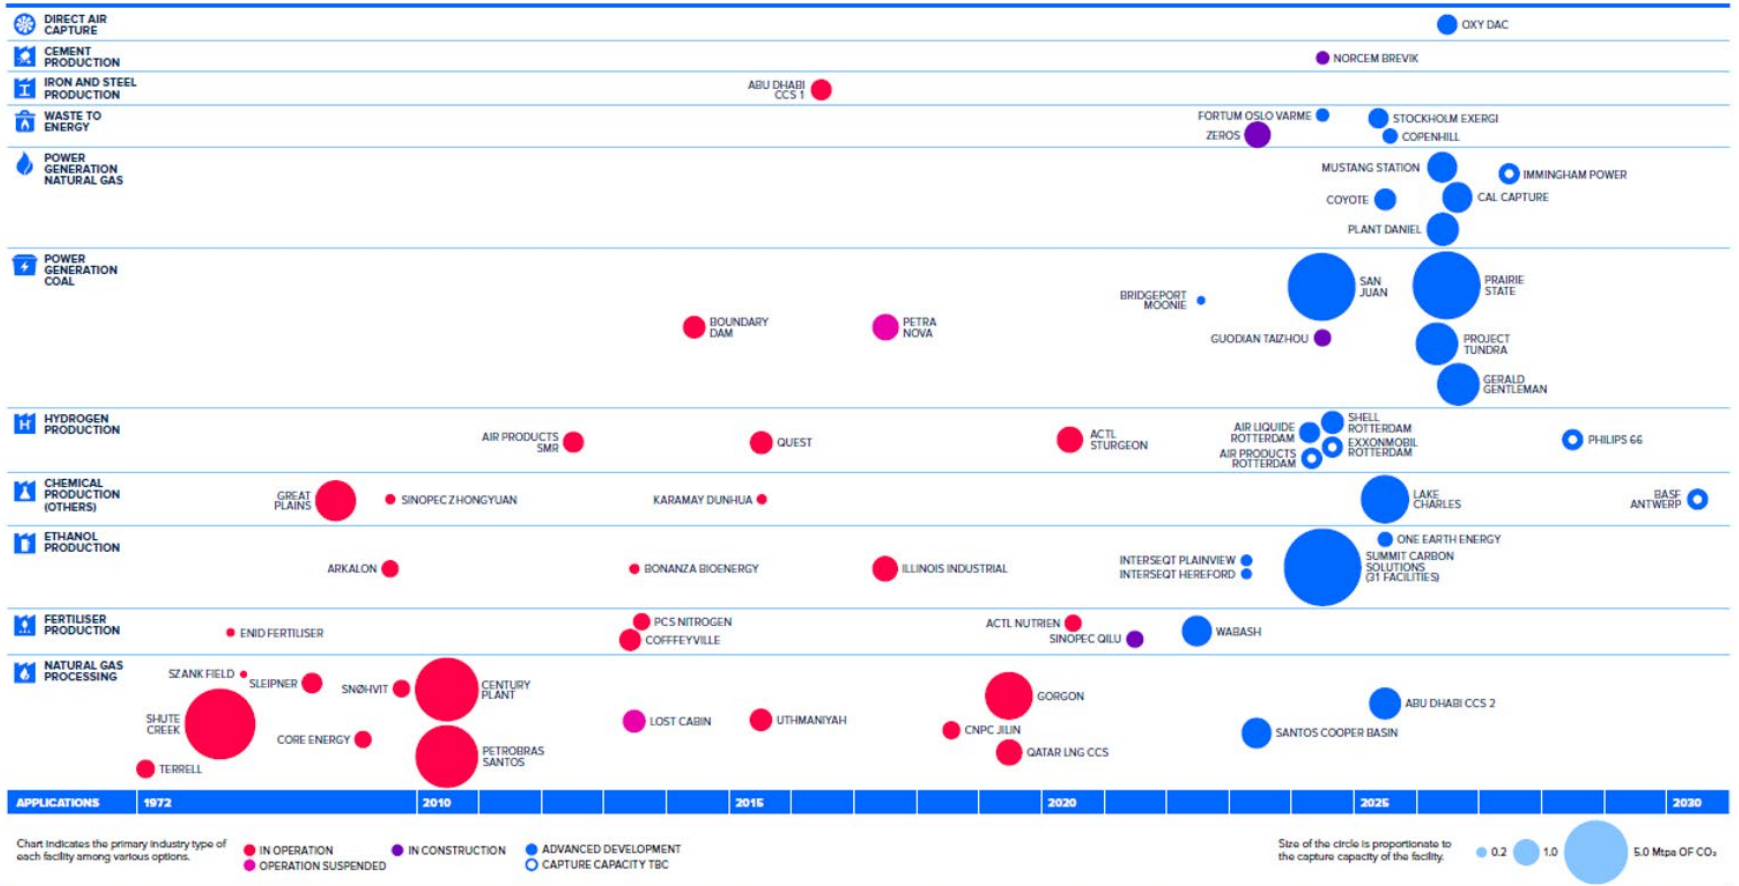 DIRECT AIR
CAPTURE
OXY DAC
CEMENT
PRODUCTION
NORCEM BREVIK
IRON AND STEEL
PRODUCTION
ABU DHABI
CCS 1
WASTE TO
ENERGY
FORTUM OSLO VARME
STOCKHOLM EXERGI
ZEROS
COPENHILL
POWER
GENERATION
NATURAL GAS
MUSTANG STATION
IMMINGHAM POWER
COYOTE
CAL CAPTURE
PLANT DANIEL
POWER
GENERATION
COAL
BRIDGEPORT
MOONIE
SAN
JUAN
PRAIRIE
STATE
BOUNDARY
DAM
PETRA
NOVA
GUODIAN TAIZHOU
PROJECT
TUNDRA
GERALD
GENTLEMAN
HYDROGEN
PRODUCTION
AIR PRODUCTS
SMR
QUEST
ACTL
STURGEON
AIR LIQUIDE
ROTTERDAM
SHELL
ROTTERDAM
AIR PRODUCTS
ROTTERDAM
EXXONMOBIL
ROTTERDAM
PHILIPS 66
CHEMICAL
PRODUCTION
(OTHERS)
GREAT
PLAINS
SINOPEC ZHONGYUAN
KARAMAY DUNHUA
LAKE
CHARLES
BASF
ANTWERP
ETHANOL
PRODUCTION
ARKALON
BONANZA BIOENERGY
ILLINOIS INDUSTRIAL
INTERSEQT PLAINVIEW
INTERSEQT HEREFORD
ONE EARTH ENERGY
SUMMIT CARBON
SOLUTIONS
(31 FACILITIES)
FERTILISER
PRODUCTION
ENID FERTILISER
PCS NITROGEN
COFFFEYVILLE
ACTL NUTRIEN
SINOPEC QILU
WABASH
NATURAL GAS
PROCESSING
SZANK FIELD
SLEIPNER
SNØHVIT
CENTURY
PLANT
SHUTE
CREEK
CORE ENERGY
PETROBRAS
SANTOS
TERRELL
LOST CABIN
UTHMANIYAH
GORGON
CNPC JILIN
QATAR LNG CCS
ABU DHABI CCS 2
SANTOS COOPER BASIN
APPLICATIONS 1972 2010 2015 2020 2025 2030
Chart indicates the primary industry type of
each facility among various options.
IN OPERATION
OPERATION SUSPENDED
IN CONSTRUCTION
ADVANCED DEVELOPMENT
CAPTURE CAPACITY TBC
Size of the circle is proportionate to
the capture capacity of the facility.
0.2 1.0 5.0 Mtpa OF CO₂